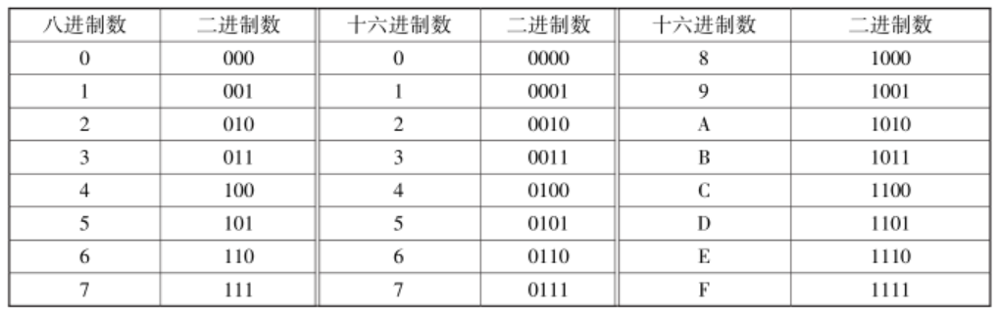 八进制数 二进制数 十六进制数 二进制数 十六进制数 二进制数
0 000 0 0000 8 1000
1 001 1 0001 9 1001
2 010 2 0010 A 1010
3 011 3 0011 B 1011
4 100 4 0100 C 1100
5 101 5 0101 D 1101
6 110 6 0110 E 1110
7 111 7 0111 F 1111